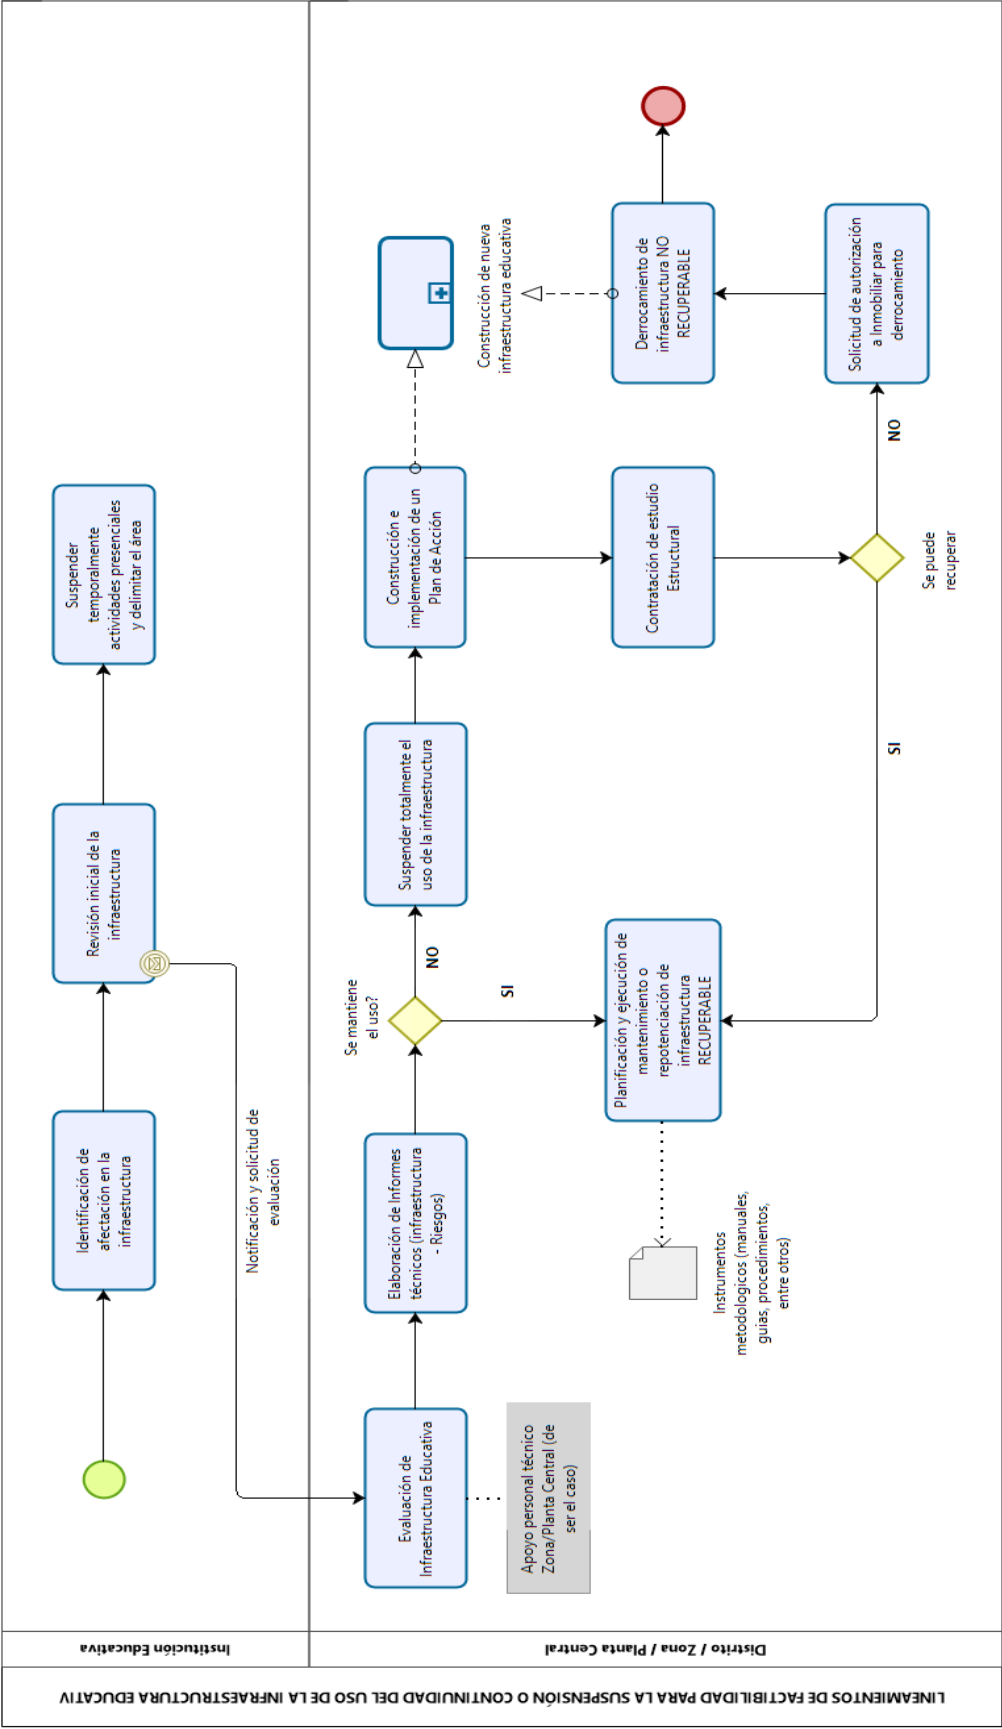 LINEAMIENTOS DE FACTIBILIDAD PARA LA SUSPENSIÓN O CONTINUIDAD DEL USO DE LA INFRAESTRUCTURA EDUCATIV
Institución Educativa
Identificación de
afectación en la
infraestructura
Revisión inicial de la
infraestructura
Suspender
temporalmente
actividades presenciales
y delimitar el área
Notificación y solicitud de
evaluación
Distrito / Zona / Planta Central
Evaluación de
Infraestructura Educativa
Apoyo personal técnico
Zona/Planta Central (de
ser el caso)
Elaboración de Informes
técnicos (infraestructura
- Riesgos)
Se mantiene
el uso?
NO
SI
Suspender totalmente el
uso de la infraestructura
Construcción e
implementación de un
Plan de Acción
Construcción de nueva
infraestructura educativa
Planificación y ejecución de
mantenimiento o
repotenciación de
infraestructura
RECUPERABLE
Instrumentos
metodologicos (manuales,
guias, procedimientos,
entre otros)
Contratación de estudio
Estructural
Se puede
recuperar
SI
NO
Solicitud de autorización
a Inmobiliar para
derrocamiento
Derrocamiento de
infraestructura NO
RECUPERABLE